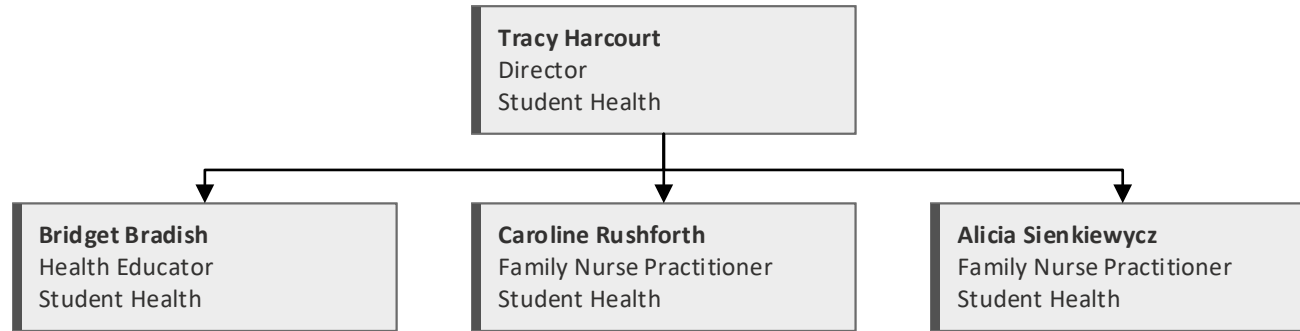 Tracy Harcourt
Director
Student Health
Bridget Bradish
Health Educator
Student Health
Caroline Rushforth
Family Nurse Practitioner
Student Health
Alicia Sienkiewycz
Family Nurse Practitioner
Student Health